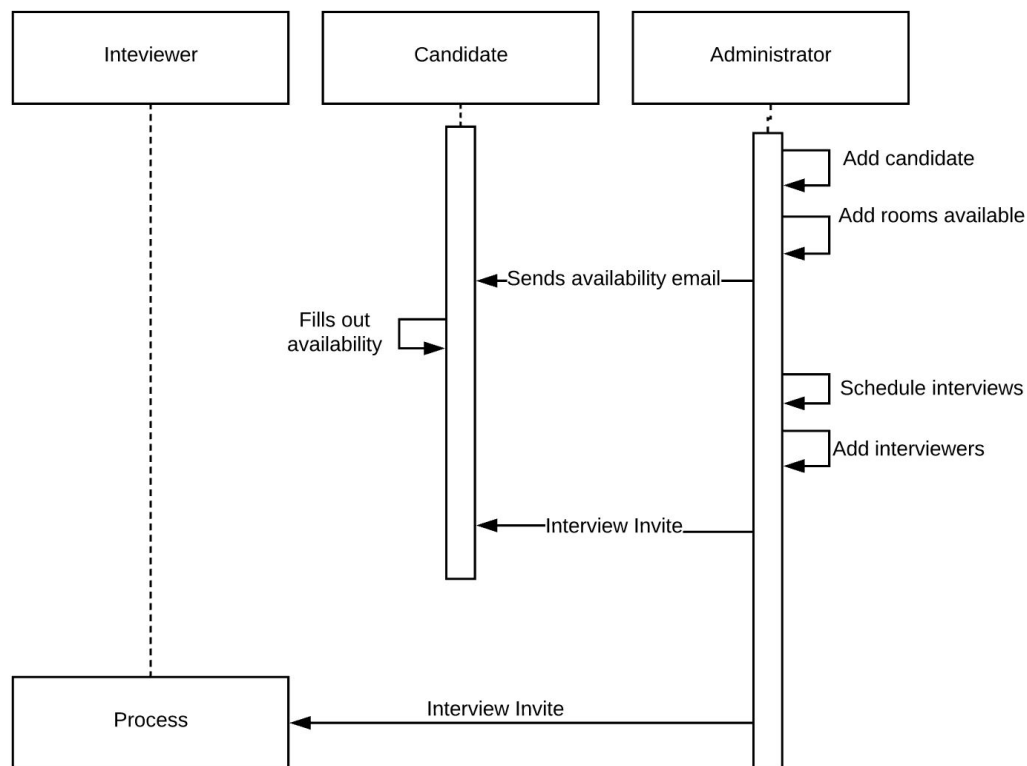 Inteviewer
Candidate
Administrator
Add candidate
Add rooms available
Sends availability email
Fills out
availability
Schedule interviews
Add interviewers
Interview Invite
Interview Invite
Process